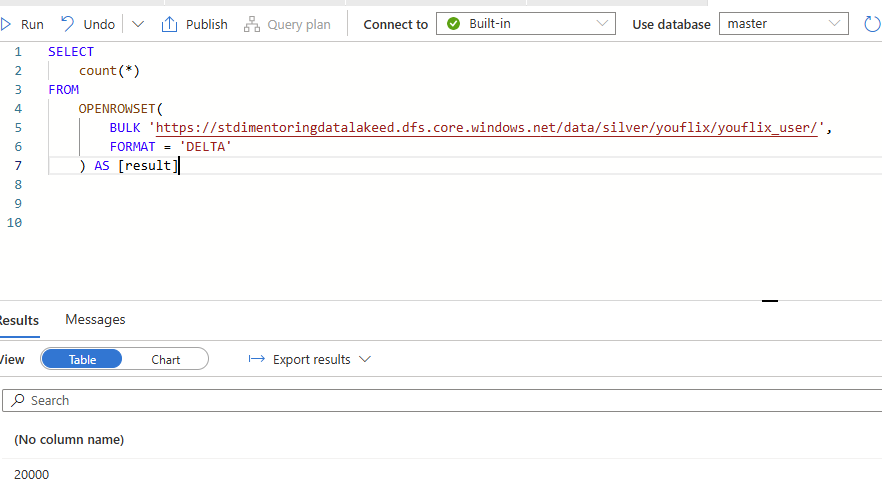 Run Undo Publish Query plan Connect to Built-in Use database master
1 SELECT
2 count(*)
3 FROM
4 OPENROWSET(
5 BULK 'https://stdimentoringdatalakeed.dfs.core.windows.net/data/silver/youflix/youflix_user/',
6 FORMAT = 'DELTA'
7 ) AS [result]
8
9
10
Results Messages
View Table Chart Export results
Search
(No column name)
20000